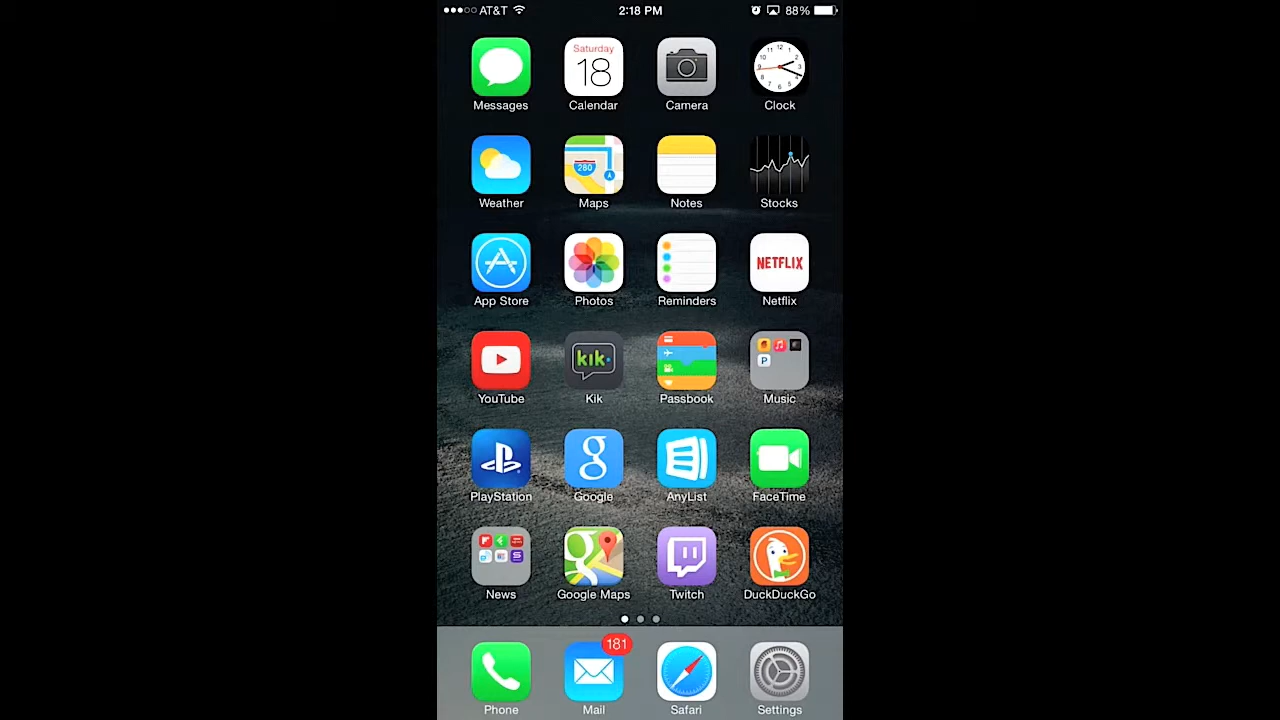 AT&T 2:18 PM 88%
Saturday
18
Messages Calendar Camera Clock
280
Weather Maps Notes Stocks
NETFLIX
App Store Photos Reminders Netflix
kik
P
YouTube Kik Passbook Music
g
PlayStation Google AnyList FaceTime
News Google Maps Twitch DuckDuckGo
181
Phone Mail Safari Settings